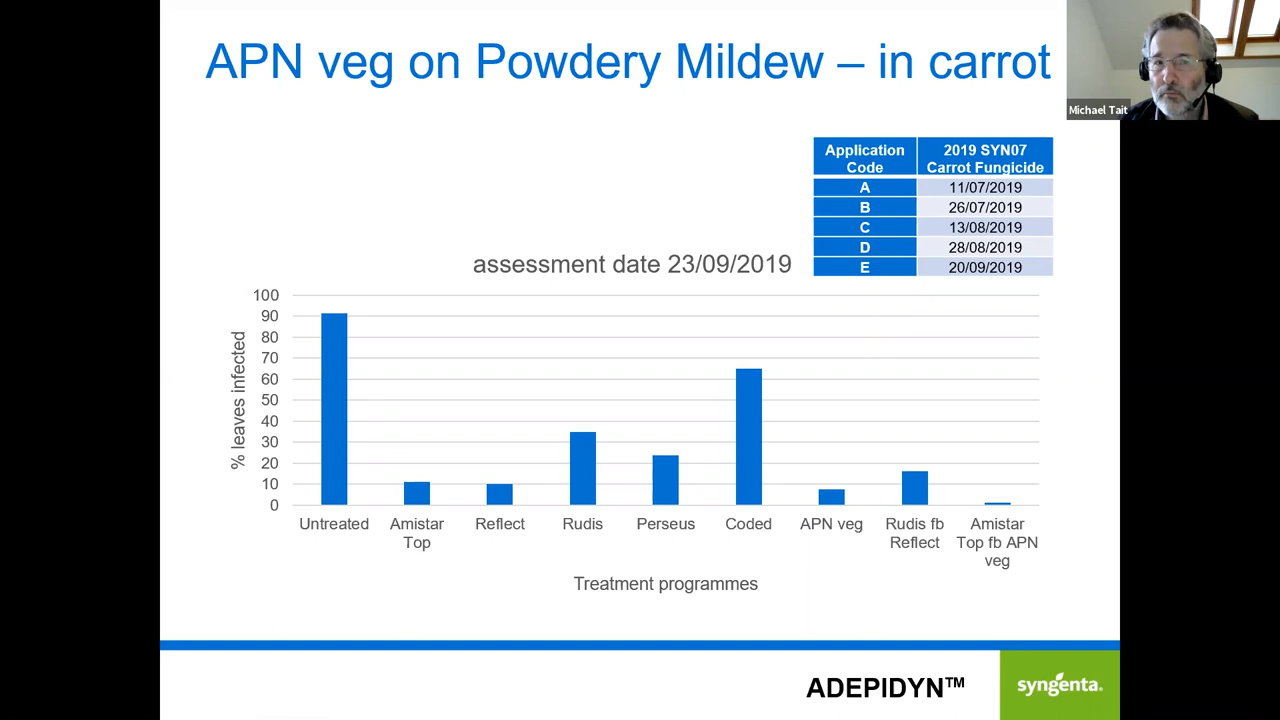 APN veg on Powdery Mildew – in carrot
Michael Tait
Application Code
2019 SYN07 Carrot Fungicide
A 11/07/2019
B 26/07/2019
C 13/08/2019
D 28/08/2019
E 20/09/2019
assessment date 23/09/2019
% leaves infected
100
90
80
70
60
50
40
30
20
10
0
Untreated
Amistar Top
Reflect
Rudis
Perseus
Coded
APN veg
Rudis fb Reflect
Amistar Top fb APN veg
Treatment programmes
ADEPIDYN™
syngenta.